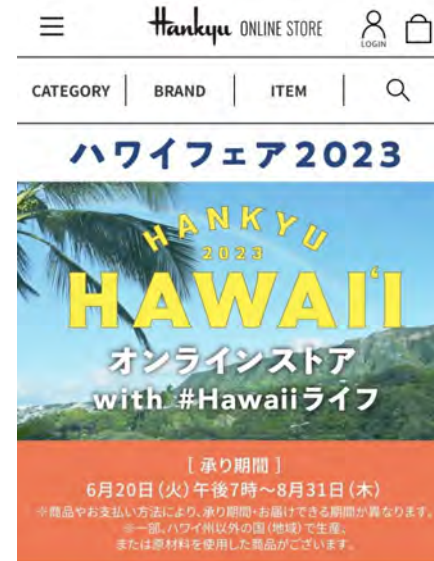 Hankyu ONLINE STORE
LOGIN
CATEGORY BRAND ITEM
ハワイフェア2023
HANKYU
2023
HAWAI'I
オンラインストア
with #Hawaiiライフ
[ 承り期間 ]
6月20日(火)午後7時~8月31日(木)
※商品やお支払い方法により、承り期間・お届けできる期間が異なります。
※一部、ハワイ州以外の国(地域)で生産、
または原材料を使用した商品がございます。